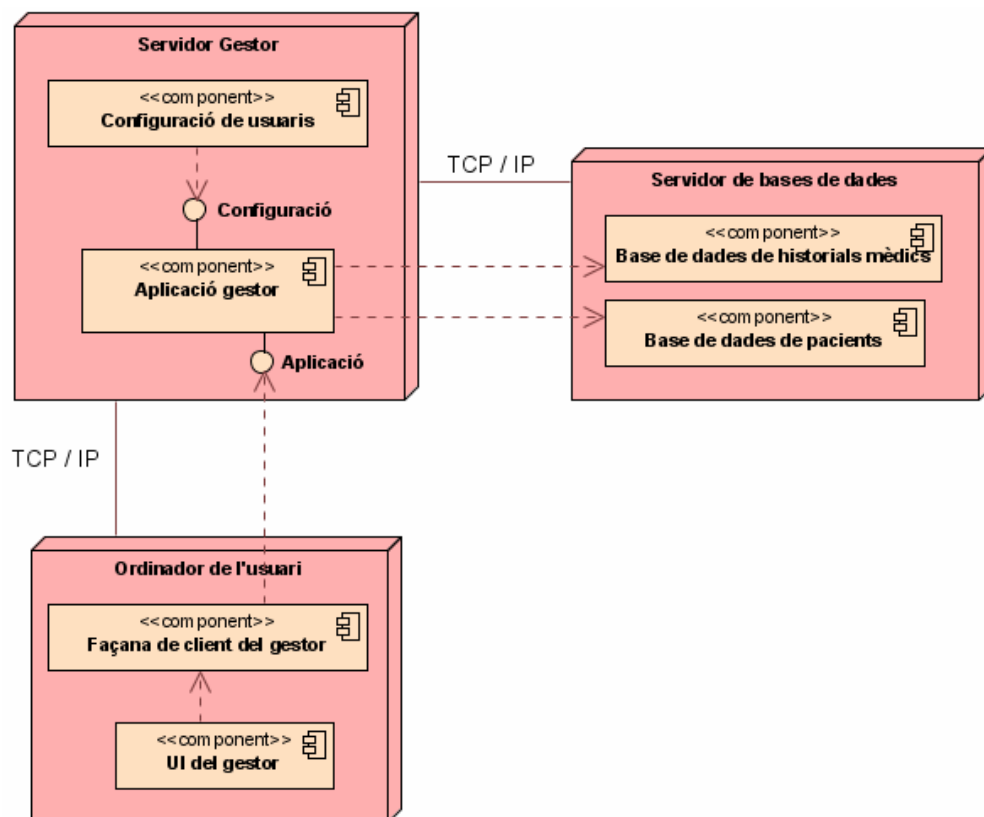 Servidor Gestor
<<component>>
Configuració de usuaris
Configuració
<<component>>
Aplicació gestor
Aplicació
TCP / IP
Servidor de bases de dades
<<component>>
Base de dades de historials mèdics
<<component>>
Base de dades de pacients
TCP / IP
Ordinador de l'usuari
<<component>>
Façana de client del gestor
<<component>>
UI del gestor